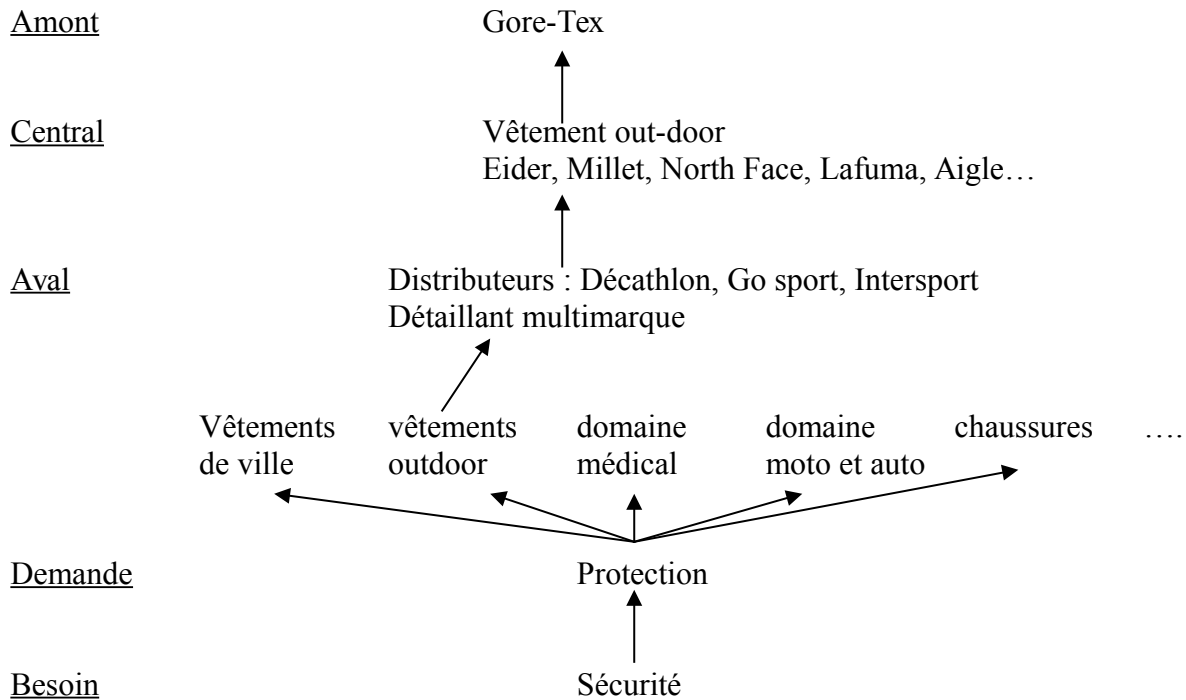 Amont Gore-Tex
Central Vêtement out-door
Eider, Millet, North Face, Lafuma, Aigle…
Aval Distributeurs : Décathlon, Go sport, Intersport
Détaillant multimarque
Vêtements vêtements domaine domaine chaussures ….
de ville outdoor médical moto et auto
Demande Protection
Besoin Sécurité